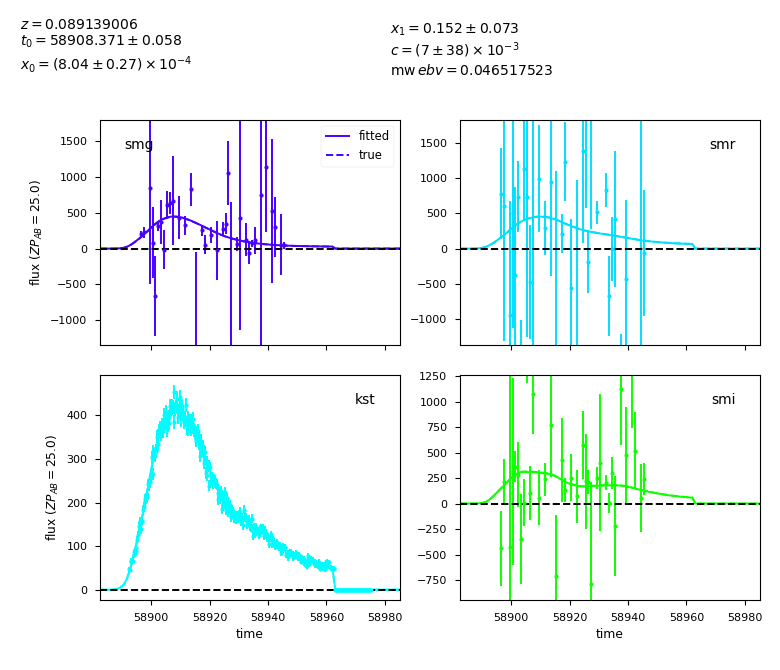 z = 0.089139006
t₀ = 58908.371 ± 0.058
x₀ = (8.04 ± 0.27) × 10⁻⁴
x₁ = 0.152 ± 0.073
c = (7 ± 38) × 10⁻³
mw ebv = 0.046517523
smg
fitted
true
1500
1000
500
0
−500
−1000
flux (ZP_AB = 25.0)
smr
1500
1000
500
0
−500
−1000
kst
400
300
200
100
0
flux (ZP_AB = 25.0)
58900 58920 58940 58960 58980
time
smi
1250
1000
750
500
250
0
−250
−500
−750
58900 58920 58940 58960 58980
time